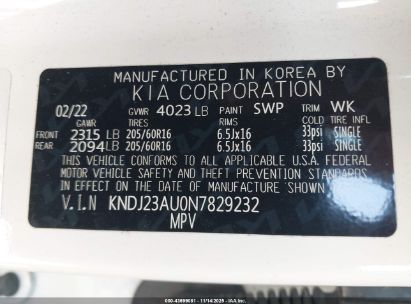 MANUFACTURED IN KOREA BY
KIA CORPORATION
02/22 GVWR 4023 LB PAINT SWP TRIM WK
GAWR TIRES RIMS COLD TIRE INFL
FRONT 2315 LB 205/60R16 6.5Jx16 33psi SINGLE
REAR 2094 LB 205/60R16 6.5Jx16 33psi SINGLE
THIS VEHICLE CONFORMS TO ALL APPLICABLE U.S.A. FEDERAL
MOTOR VEHICLE SAFETY AND THEFT PREVENTION STANDARDS
IN EFFECT ON THE DATE OF MANUFACTURE SHOWN ABOVE.
V.I.N KNDJ23AU0N7829232
MPV